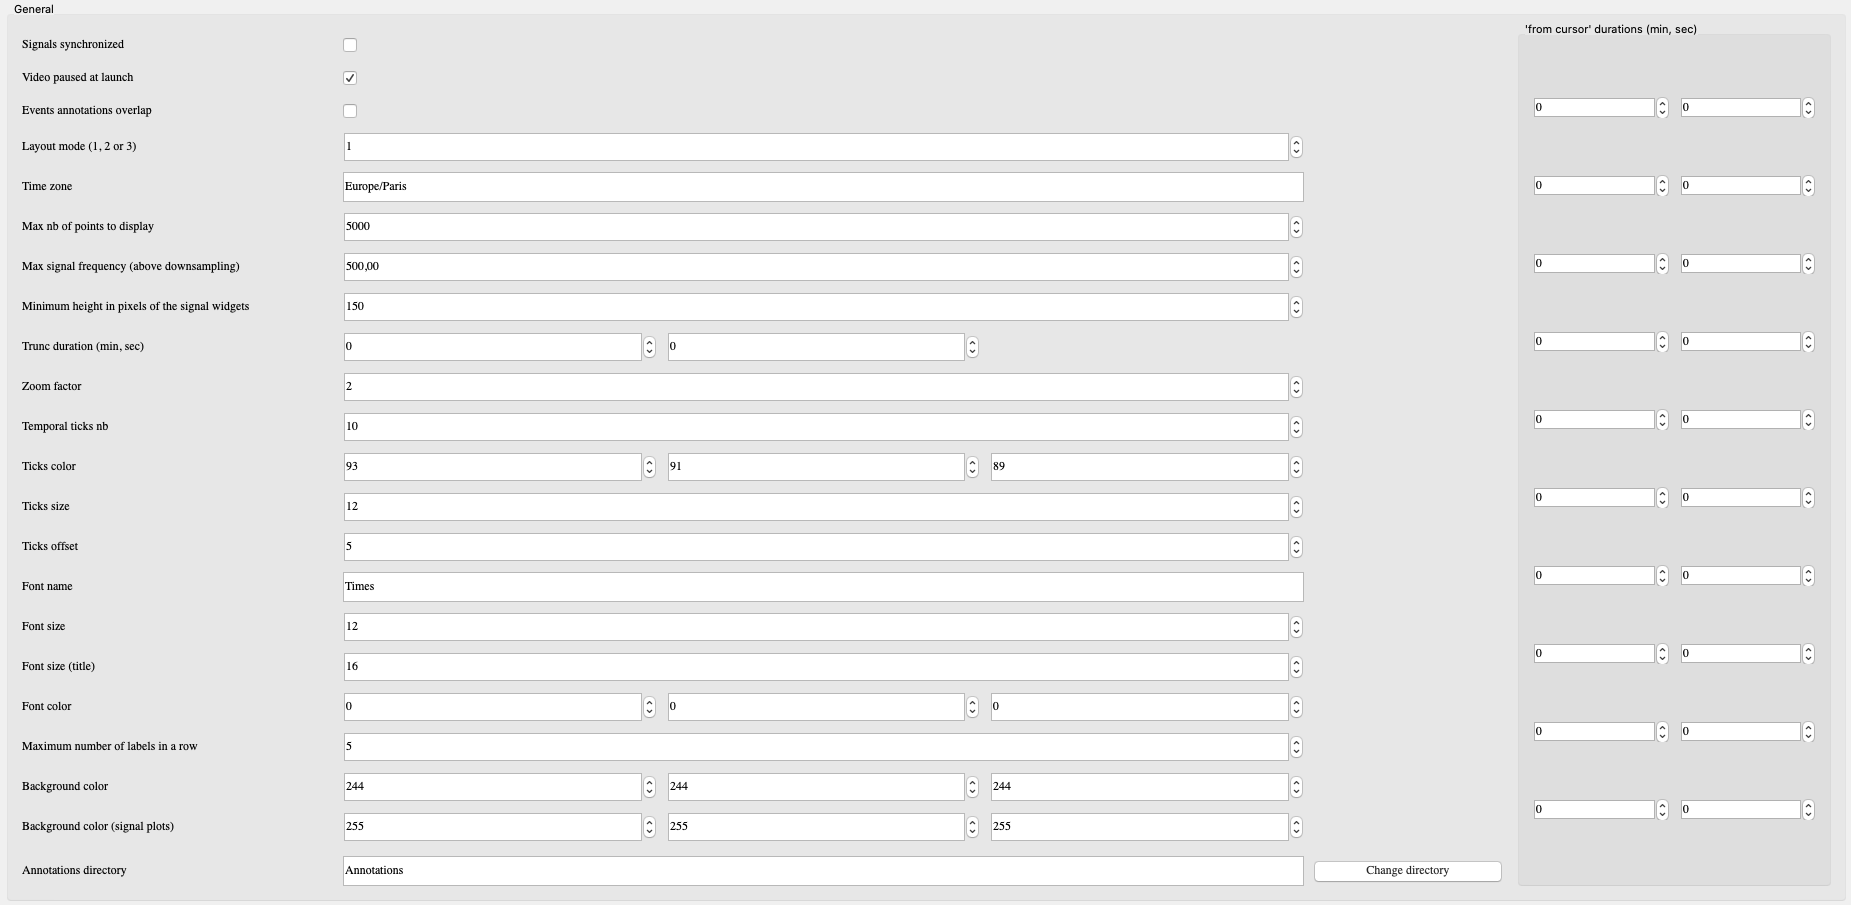 General
'from cursor' durations (min, sec)
Signals synchronized
Video paused at launch
Events annotations overlap
0 0
Layout mode (1, 2 or 3) 1
Time zone Europe/Paris
0 0
Max nb of points to display 5000
Max signal frequency (above downsampling) 500,00
0 0
Minimum height in pixels of the signal widgets 150
Trunc duration (min, sec) 0 0
0 0
Zoom factor 2
Temporal ticks nb 10
0 0
Ticks color 93 91 89
Ticks size 12
0 0
Ticks offset 5
Font name Times
0 0
Font size 12
Font size (title) 16
0 0
Font color 0 0 0
Maximum number of labels in a row 5
0 0
Background color 244 244 244
Background color (signal plots) 255 255 255
0 0
Annotations directory Annotations Change directory